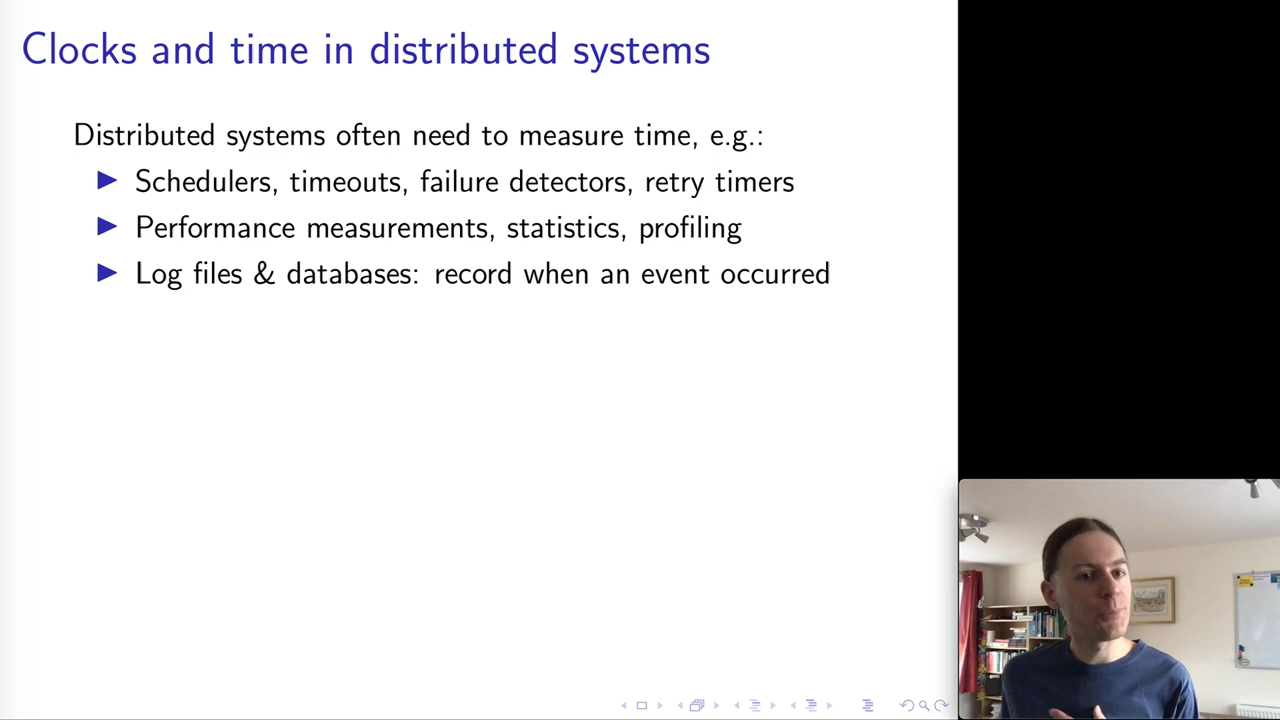 Clocks and time in distributed systems
Distributed systems often need to measure time, e.g.:
Schedulers, timeouts, failure detectors, retry timers
Performance measurements, statistics, profiling
Log files & databases: record when an event occurred